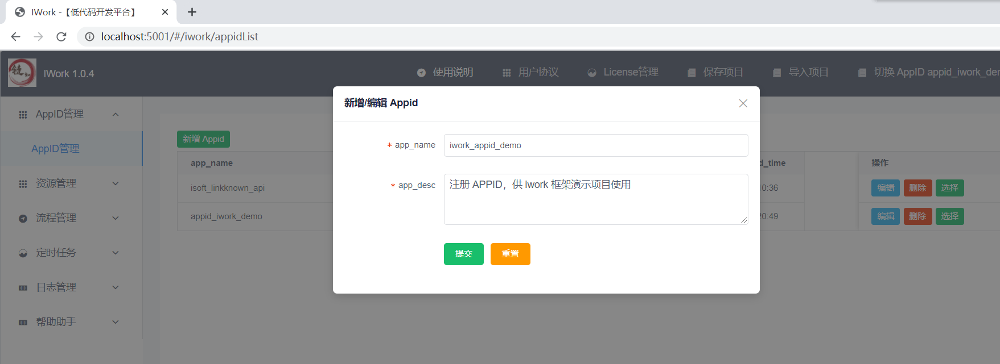 IWork -【低代码开发平台】
localhost:5001/#/iwork/appidList
IWork 1.0.4
使用说明
用户协议
License管理
保存项目
导入项目
切换 AppID appid_iwork_der
AppID管理
AppID管理
资源管理
流程管理
定时任务
日志管理
帮助助手
新增 Appid
app_name
d_time
操作
isoft_linkknown_api
0:36
编辑 删除 选择
appid_iwork_demo
20:49
编辑 删除 选择
新增/编辑 Appid
* app_name
iwork_appid_demo
* app_desc
注册 APPID，供 iwork 框架演示项目使用
提交
重置